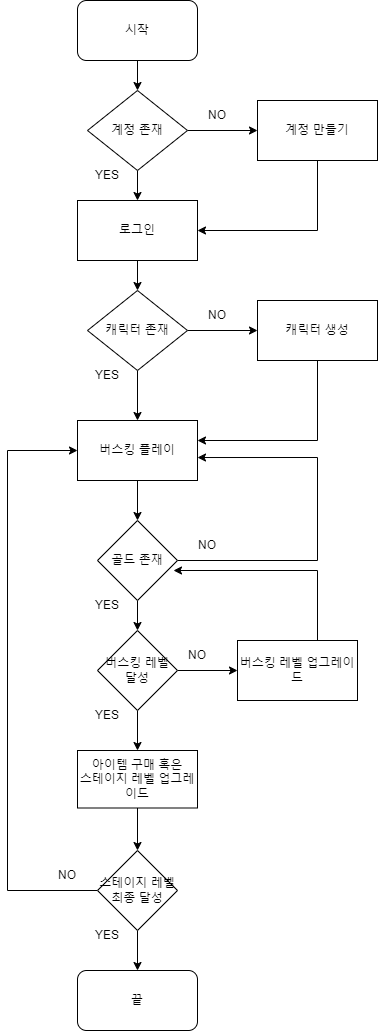 시작
계정 존재
NO
계정 만들기
YES
로그인
캐릭터 존재
NO
캐릭터 생성
YES
버스킹 플레이
골드 존재
NO
YES
버스킹 레벨
달성
NO
버스킹 레벨 업그레이
드
YES
아이템 구매 혹은
스테이지 레벨 업그레
이드
스테이지 레벨
최종 달성
NO
YES
끝